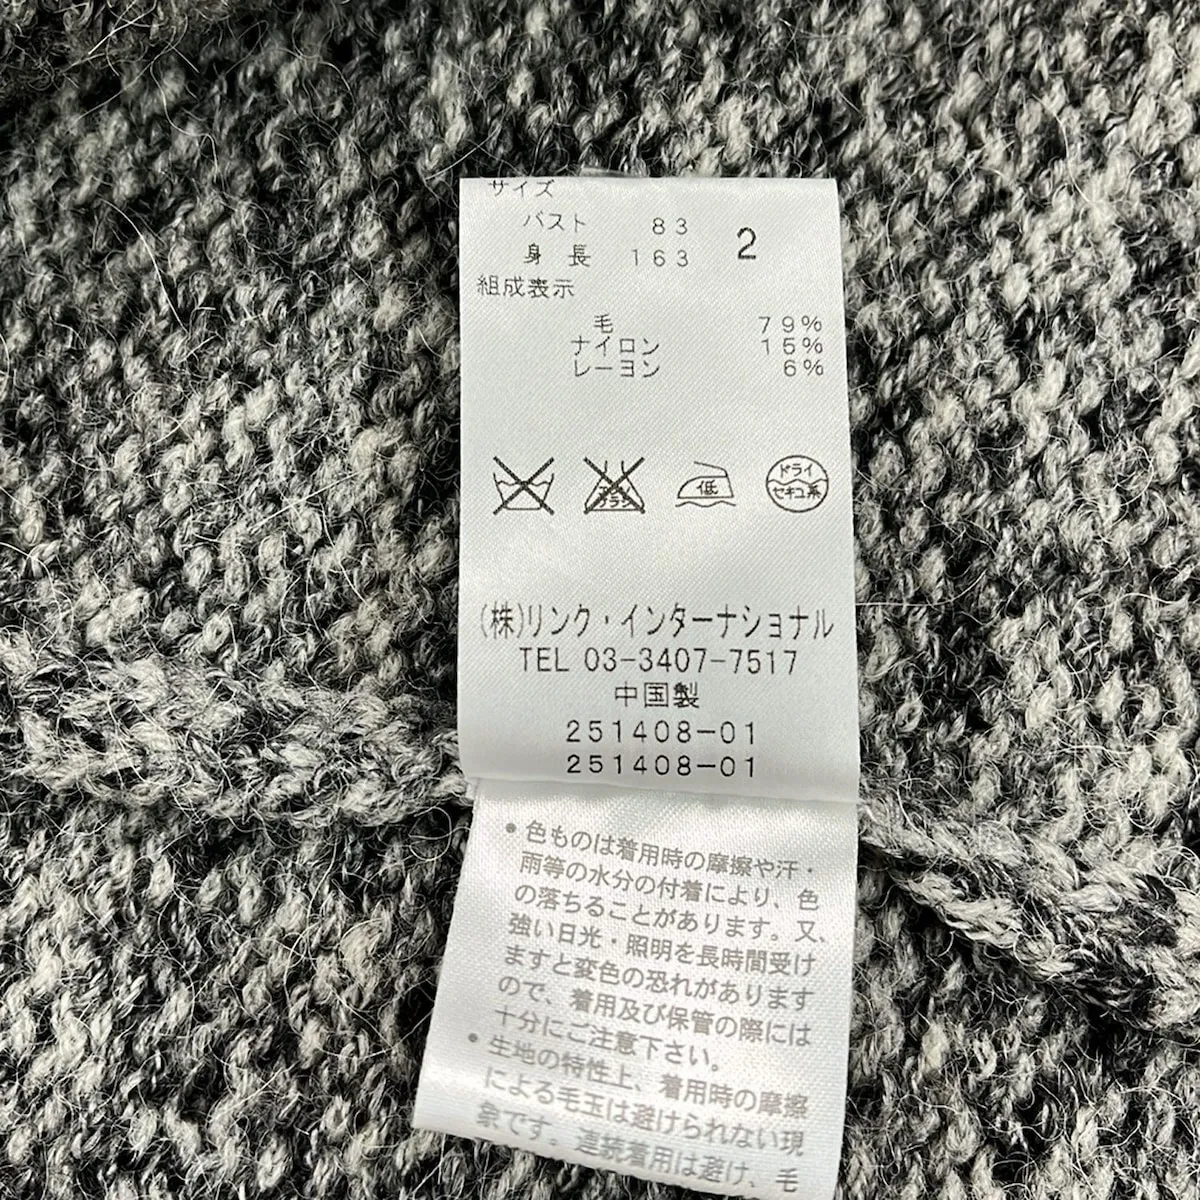 サイズ
バスト 83
2
身長 163
組成表示
毛 79%
ナイロン 15%
レーヨン 6%
低
ドライ
セキユ系
(株)リンク・インターナショナル
TEL 03-3407-7517
中国製
251408-01
251408-01
• 色ものは着用時の摩擦や汗・
雨等の水分の付着により、色
の落ちることがあります。又、
強い日光・照明を長時間受け
ますと変色の恐れがあります
ので、着用及び保管の際には
十分にご注意下さい。
• 生地の特性上、着用時の摩擦
による毛玉は避けられない現
象です。連続着用は避け、毛